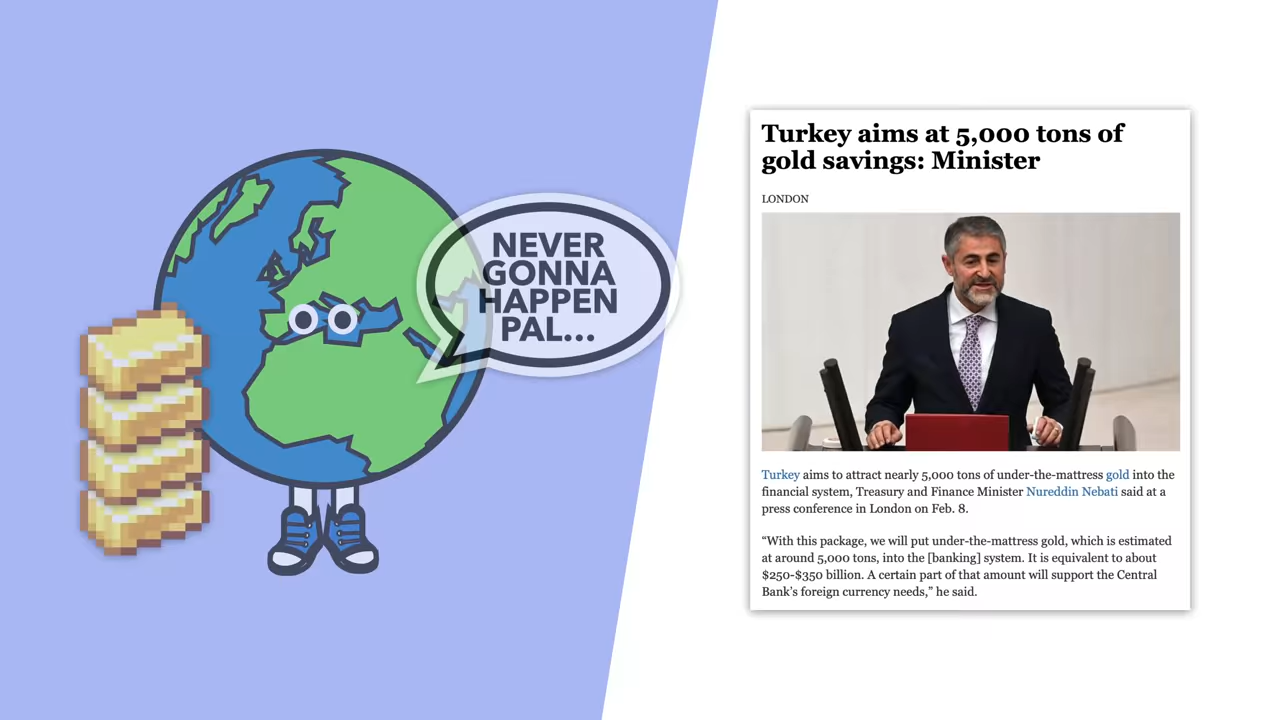 NEVER
GONNA
HAPPEN
PAL...
Turkey aims at 5,000 tons of
gold savings: Minister
LONDON
Turkey aims to attract nearly 5,000 tons of under-the-mattress gold into the
financial system, Treasury and Finance Minister Nureddin Nebati said at a
press conference in London on Feb. 8.
“With this package, we will put under-the-mattress gold, which is estimated
at around 5,000 tons, into the [banking] system. It is equivalent to about
$250-$350 billion. A certain part of that amount will support the Central
Bank’s foreign currency needs,” he said.